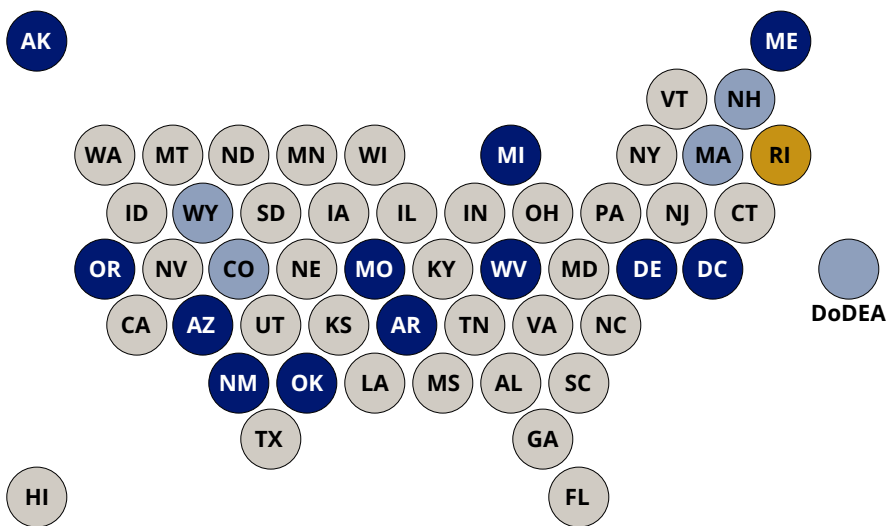 AK ME
VT NH
WA MT ND MN WI MI NY MA RI
ID WY SD IA IL IN OH PA NJ CT
OR NV CO NE MO KY WV MD DE DC
DoDEA
CA AZ UT KS AR TN VA NC
NM OK LA MS AL SC
TX GA
HI FL